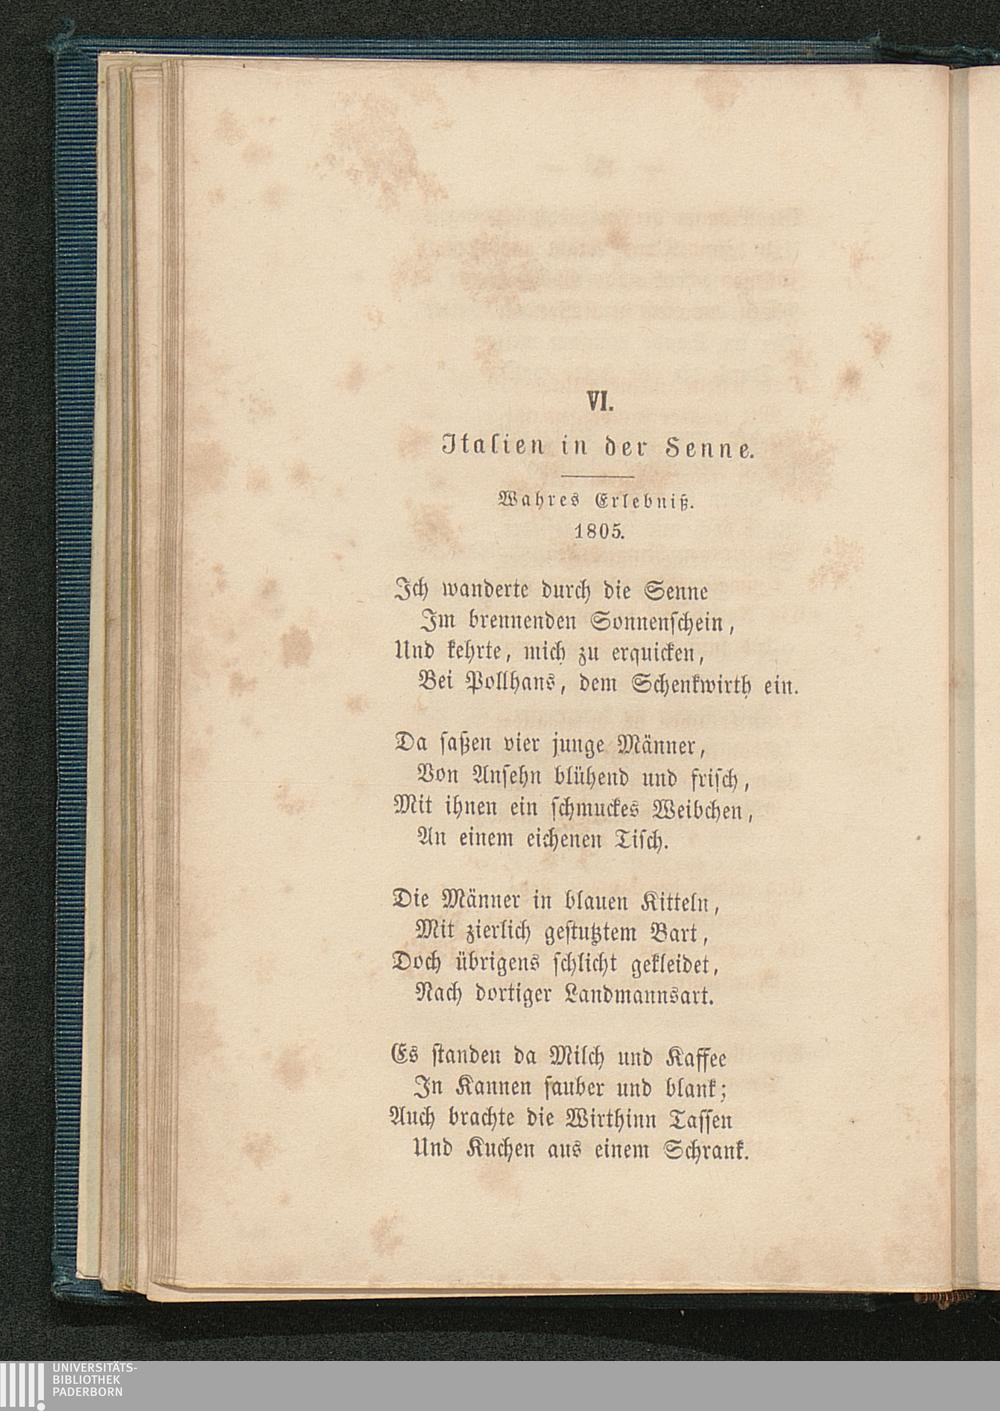 VI.
Italien in der Senne.
Wahres Erlebniß.
1805.
Ich wanderte durch die Senne
Im brennenden Sonnenschein,
Und kehrte, mich zu erquicken,
Bei Pollhans, dem Schenkwirth ein.
Da saßen vier junge Männer,
Von Ansehn blühend und frisch,
Mit ihnen ein schmuckes Weibchen,
An einem eichenen Tisch.
Die Männer in blauen Kitteln,
Mit zierlich gestutztem Bart,
Doch übrigens schlicht gekleidet,
Nach dortiger Landmannsart.
Es standen da Milch und Kaffee
In Kannen sauber und blank;
Auch brachte die Wirthinn Tassen
Und Kuchen aus einem Schrank.
UNIVERSITÄTS-
BIBLIOTHEK
PADERBORN